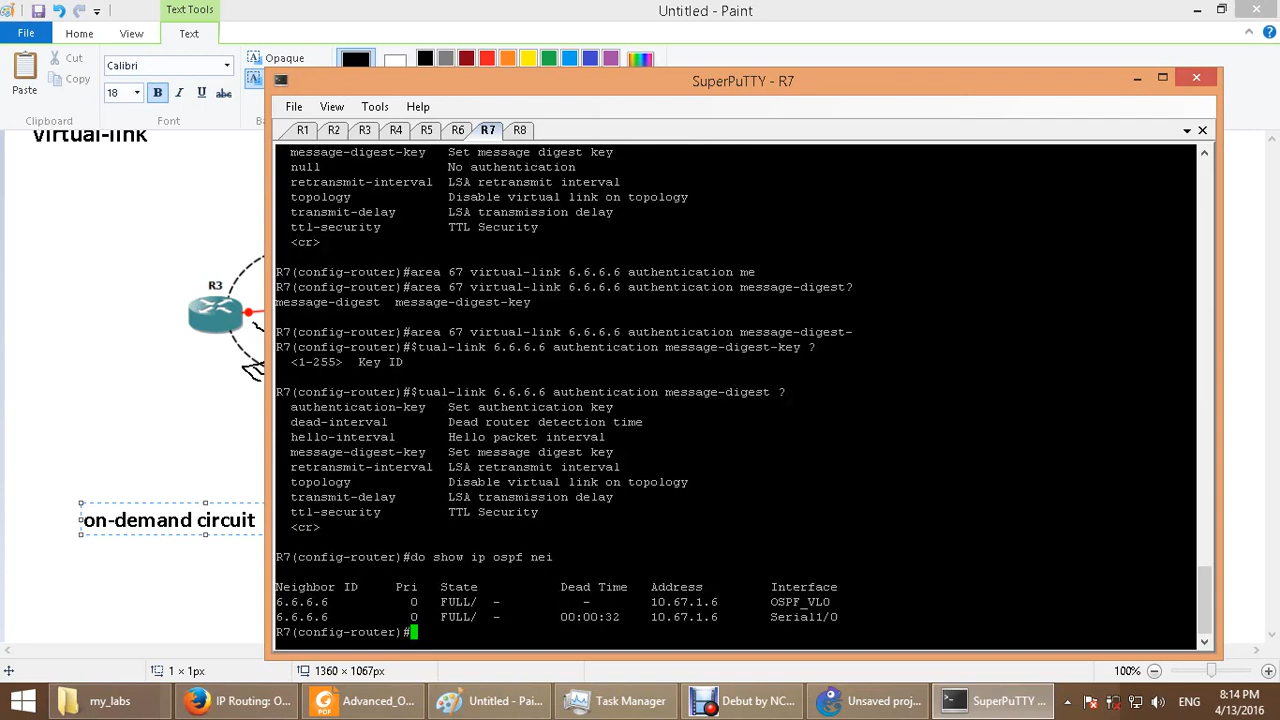 Text Tools
Untitled - Paint
File
Home
View
Text
Paste
Cut
Copy
Calibri
18
B
I
U
abc
Opaque
A
A
Clipboard
Font
virtual-link
R3
on-demand circuit
SuperPuTTY - R7
File View Tools Help
R1 R2 R3 R4 R5 R6 R7 R8
message-digest-key Set message digest key
null No authentication
retransmit-interval LSA retransmit interval
topology Disable virtual link on topology
transmit-delay LSA transmission delay
ttl-security TTL Security
<cr>
R7(config-router)#area 67 virtual-link 6.6.6.6 authentication me
R7(config-router)#area 67 virtual-link 6.6.6.6 authentication message-digest?
message-digest message-digest-key
R7(config-router)#area 67 virtual-link 6.6.6.6 authentication message-digest-
R7(config-router)#$tual-link 6.6.6.6 authentication message-digest-key ?
<1-255> Key ID
R7(config-router)#$tual-link 6.6.6.6 authentication message-digest ?
authentication-key Set authentication key
dead-interval Dead router detection time
hello-interval Hello packet interval
message-digest-key Set message digest key
retransmit-interval LSA retransmit interval
topology Disable virtual link on topology
transmit-delay LSA transmission delay
ttl-security TTL Security
<cr>
R7(config-router)#do show ip ospf nei
Neighbor ID Pri State Dead Time Address Interface
6.6.6.6 0 FULL/ - - 10.67.1.6 OSPF_VL0
6.6.6.6 0 FULL/ - 00:00:32 10.67.1.6 Serial1/0
R7(config-router)#
1 × 1px
1360 × 1067px
100%
my_labs
IP Routing: O...
Advanced_O...
PDF
Untitled - Pai...
Task Manager
Debut by NC...
Unsaved proj...
SuperPuTTY ...
ENG
8:14 PM
4/13/2016